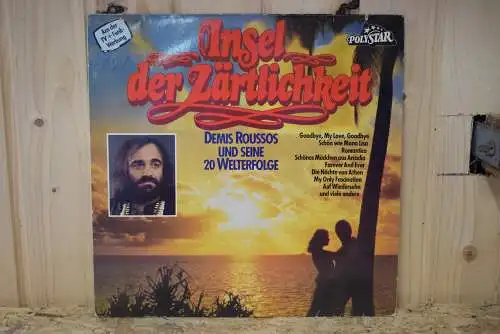 Aus der
TV + Funk-
Werbung
Insel
der Zärtlichkeit
POLYSTAR
DEMIS ROUSSOS
UND SEINE
20 WELTERFOLGE
Goodbye, My Love, Goodbye
Schön wie Mona Lisa
Romantica
Schönes Mädchen aus Arcadia
Forever And Ever
Die Nächte von Athen
My Only Fascination
Auf Wiedersehn
und viele andere